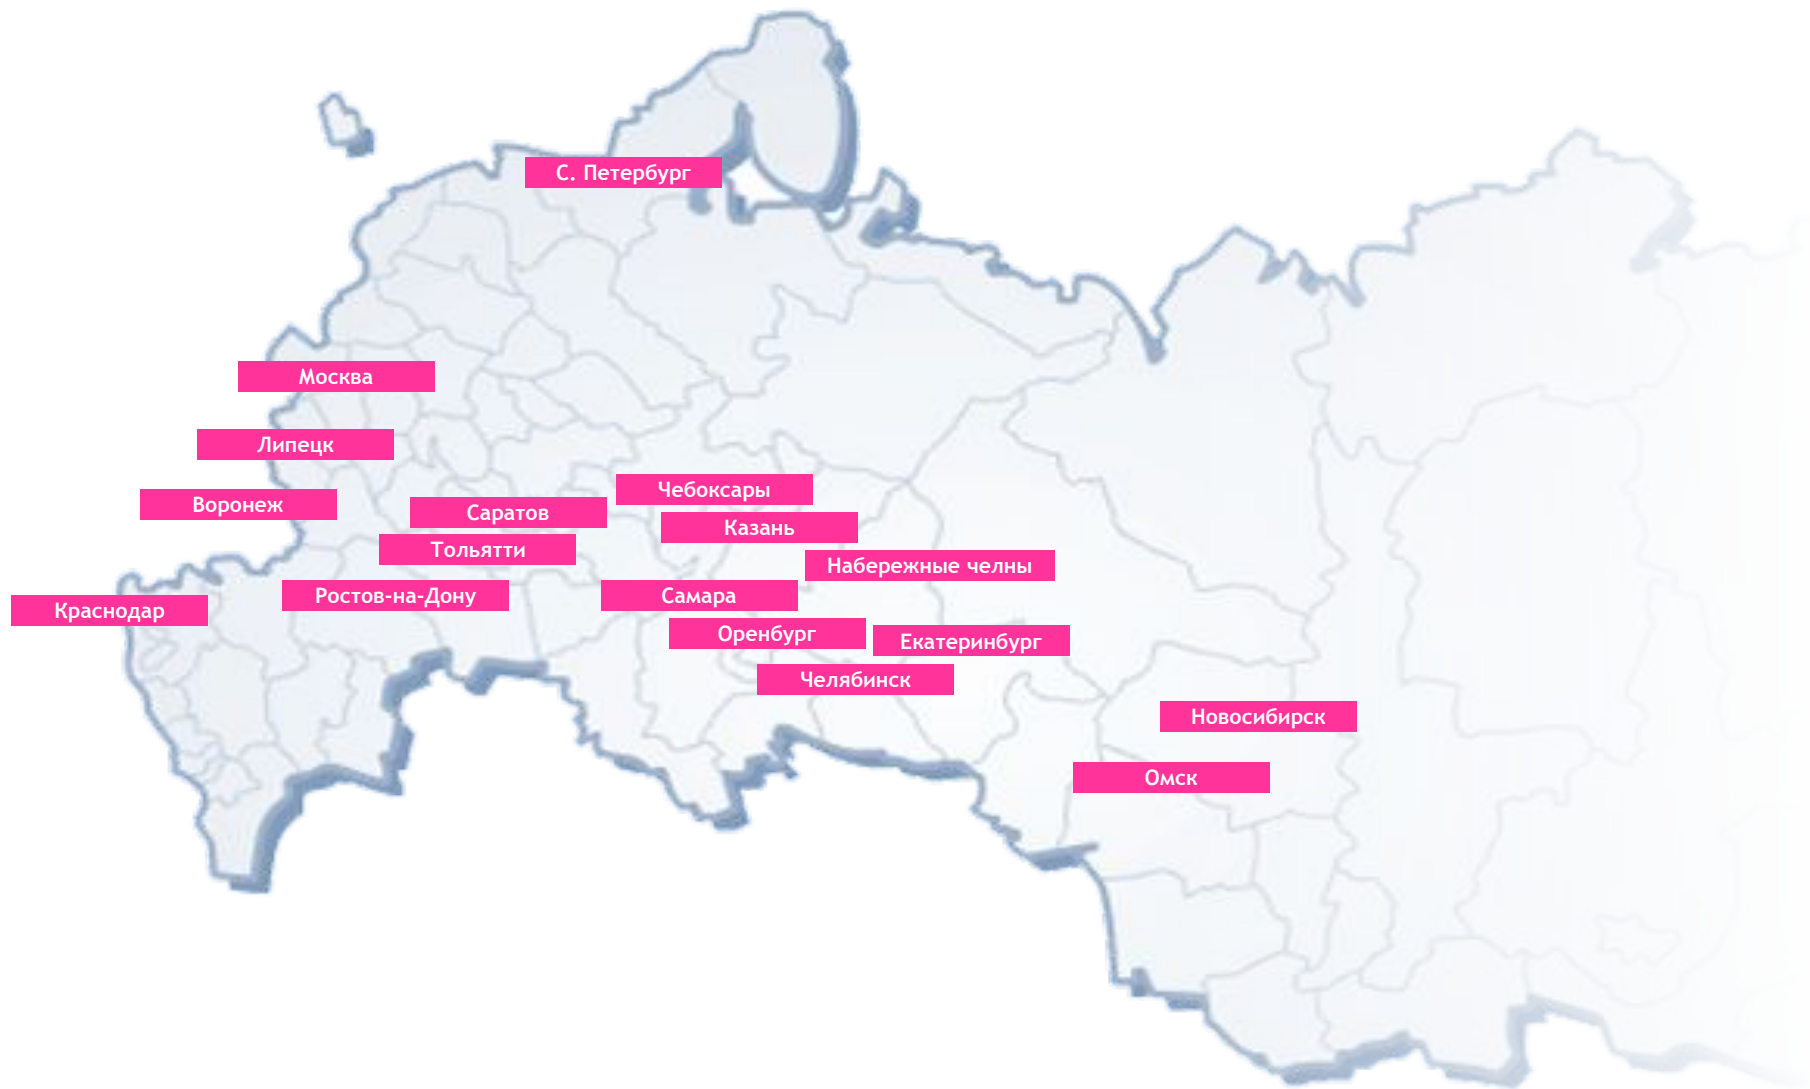 С. Петербург
Москва
Липецк
Чебоксары
Воронеж
Саратов
Казань
Тольятти
Набережные челны
Ростов-на-Дону
Самара
Краснодар
Оренбург
Екатеринбург
Челябинск
Новосибирск
Омск